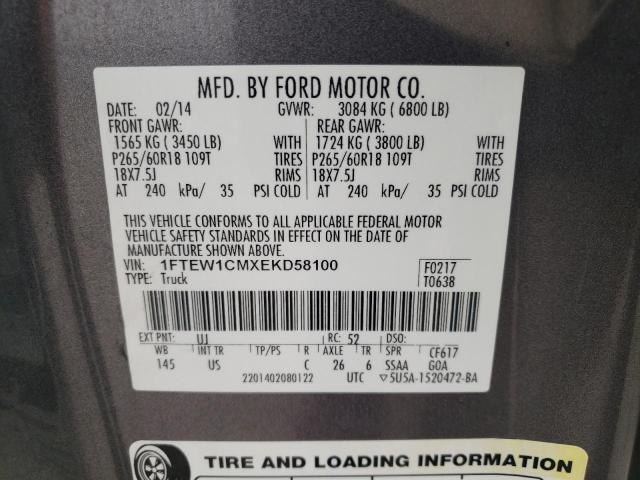 MFD. BY FORD MOTOR CO.
DATE: 02/14 GVWR: 3084 KG ( 6800 LB)
FRONT GAWR: REAR GAWR:
1565 KG ( 3450 LB) WITH 1724 KG ( 3800 LB) WITH
P265/60R18 109T TIRES P265/60R18 109T TIRES
18X7.5J RIMS 18X7.5J RIMS
AT 240 kPa/ 35 PSI COLD AT 240 kPa/ 35 PSI COLD
THIS VEHICLE CONFORMS TO ALL APPLICABLE FEDERAL MOTOR
VEHICLE SAFETY STANDARDS IN EFFECT ON THE DATE OF
MANUFACTURE SHOWN ABOVE.
VIN: 1FTEW1CMXEKD58100 F0217
TYPE: Truck T0638
EXT PNT: UJ RC: 52 DSO:
WB INT TR TP/PS R AXLE TR SPR CF617
145 US C 26 6 SSAA GOA
2201402080122 UTC ▽5U5A-1520472-BA
TIRE AND LOADING INFORMATION